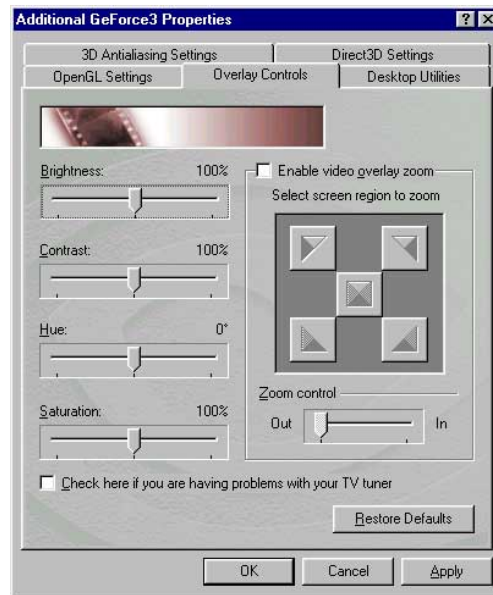 Additional GeForce3 Properties
3D Antialiasing Settings
Direct3D Settings
OpenGL Settings
Overlay Controls
Desktop Utilities
Brightness: 100%
Contrast: 100%
Hue: 0°
Saturation: 100%
Enable video overlay zoom
Select screen region to zoom
Zoom control
Out In
Check here if you are having problems with your TV tuner
Restore Defaults
OK
Cancel
Apply